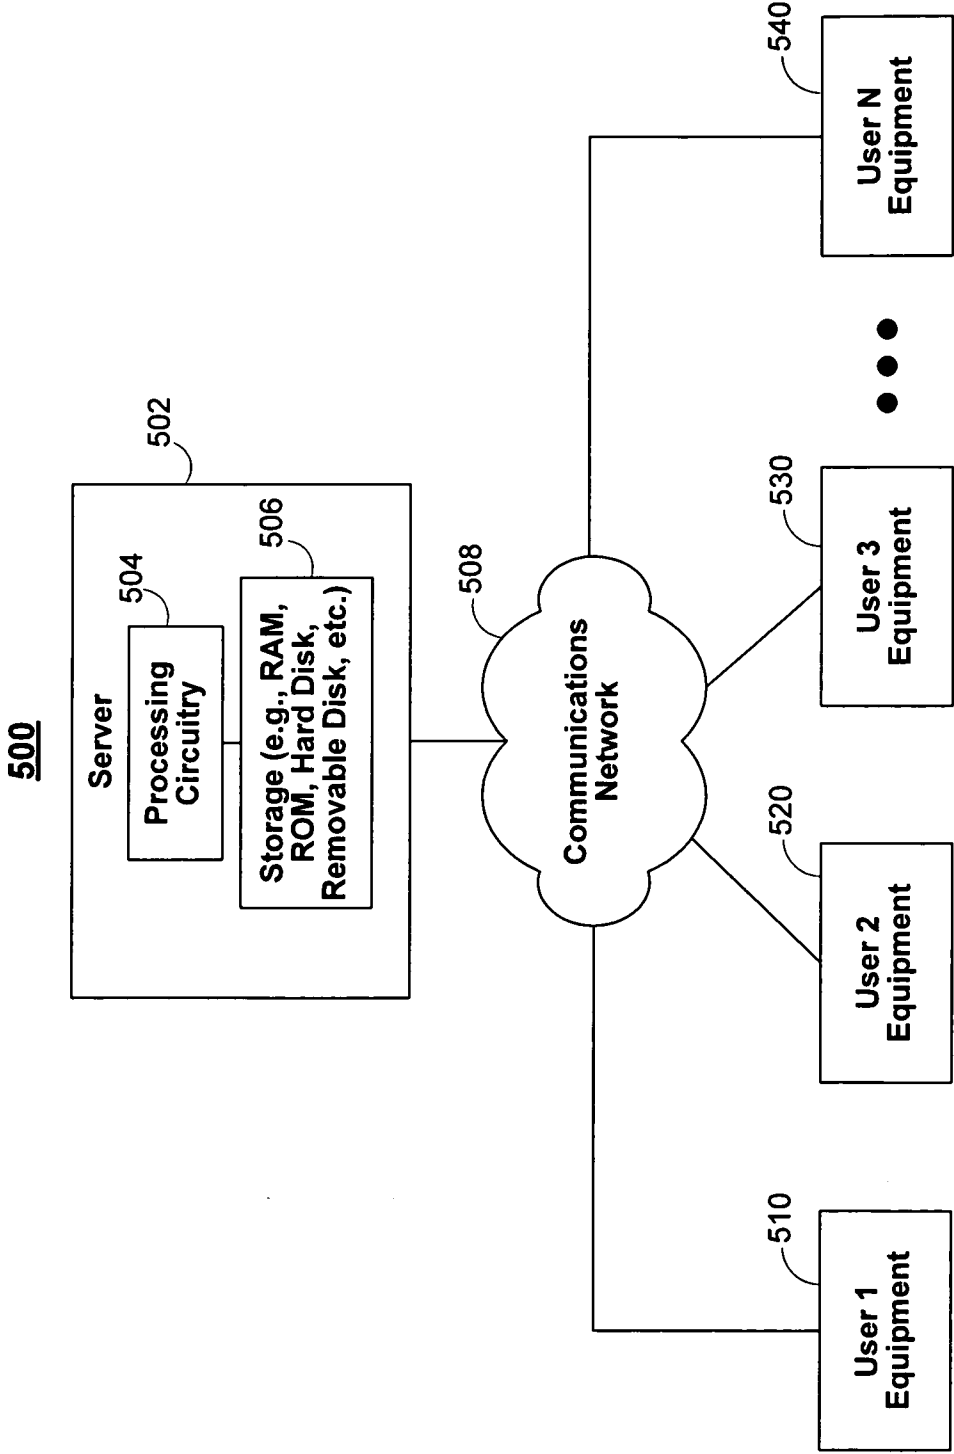 500
502
Server
504
Processing
Circuitry
506
Storage (e.g., RAM,
ROM, Hard Disk,
Removable Disk, etc.)
508
Communications
Network
510
User 1
Equipment
520
User 2
Equipment
530
User 3
Equipment
540
User N
Equipment